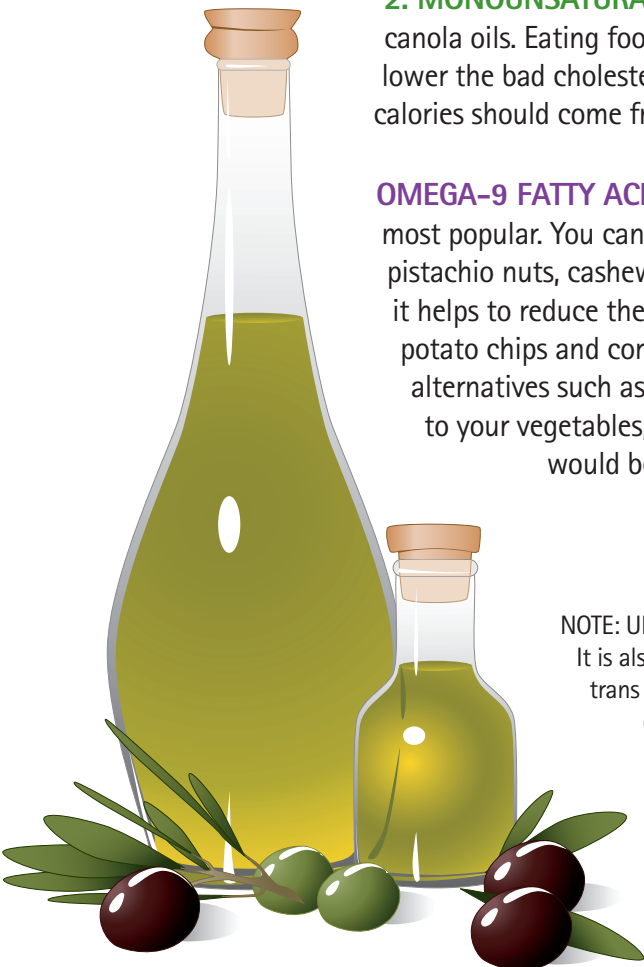 2. MONOUNSATURA
canola oils. Eating foo
lower the bad choleste
calories should come fr
OMEGA-9 FATTY ACI
most popular. You can
pistachio nuts, cashew
it helps to reduce the
potato chips and cor
alternatives such as
to your vegetables,
would be
NOTE: U
It is als
trans